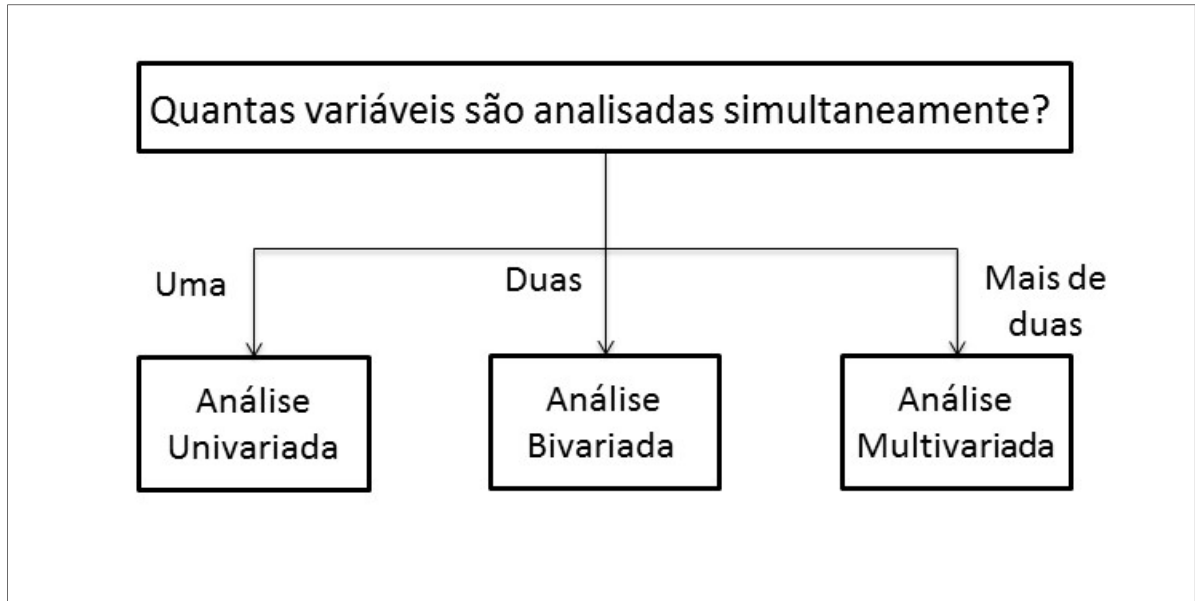 Quantas variáveis são analisadas simultaneamente?
Uma
Duas
Mais de
duas
Análise
Univariada
Análise
Bivariada
Análise
Multivariada